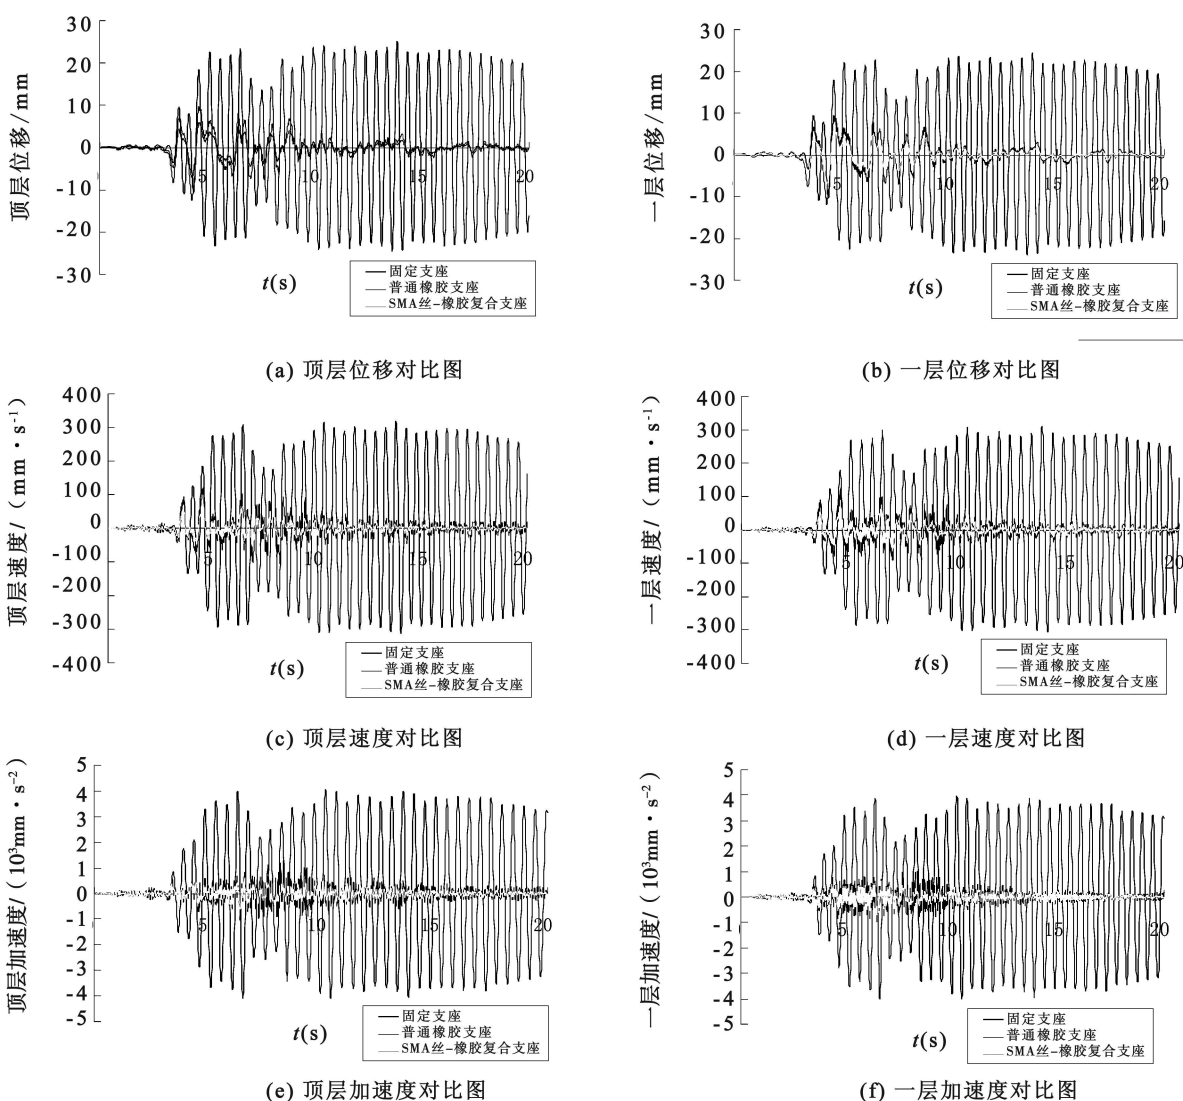 顶层位移/mm
30
20
10
0
-10
-20
-30
5
10
15
20
t(s)
固定支座
普通橡胶支座
SMA丝-橡胶复合支座
(a) 顶层位移对比图
一层位移/mm
30
20
10
0
-10
-20
-30
5
10
15
20
t(s)
固定支座
普通橡胶支座
SMA丝-橡胶复合支座
(b) 一层位移对比图
顶层速度/(mm·s⁻¹)
400
300
200
100
0
-100
-200
-300
-400
5
10
15
20
t(s)
固定支座
普通橡胶支座
SMA丝-橡胶复合支座
(c) 顶层速度对比图
一层速度/(mm·s⁻¹)
400
300
200
100
0
-100
-200
-300
-400
5
10
15
20
t(s)
固定支座
普通橡胶支座
SMA丝-橡胶复合支座
(d) 一层速度对比图
顶层加速度/(10³mm·s⁻²)
5
4
3
2
1
0
-1
-2
-3
-4
-5
5
10
15
20
t(s)
固定支座
普通橡胶支座
SMA丝-橡胶复合支座
(e) 顶层加速度对比图
一层加速度/(10³mm·s⁻²)
5
4
3
2
1
0
-1
-2
-3
-4
-5
5
10
15
20
t(s)
固定支座
普通橡胶支座
SMA丝-橡胶复合支座
(f) 一层加速度对比图